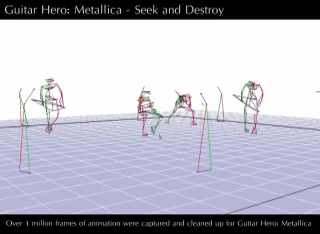 Guitar Hero: Metallica - Seek and Destroy
Over 1 millon frames of animation were captured and cleaned up for Guitar Hero: Metallica